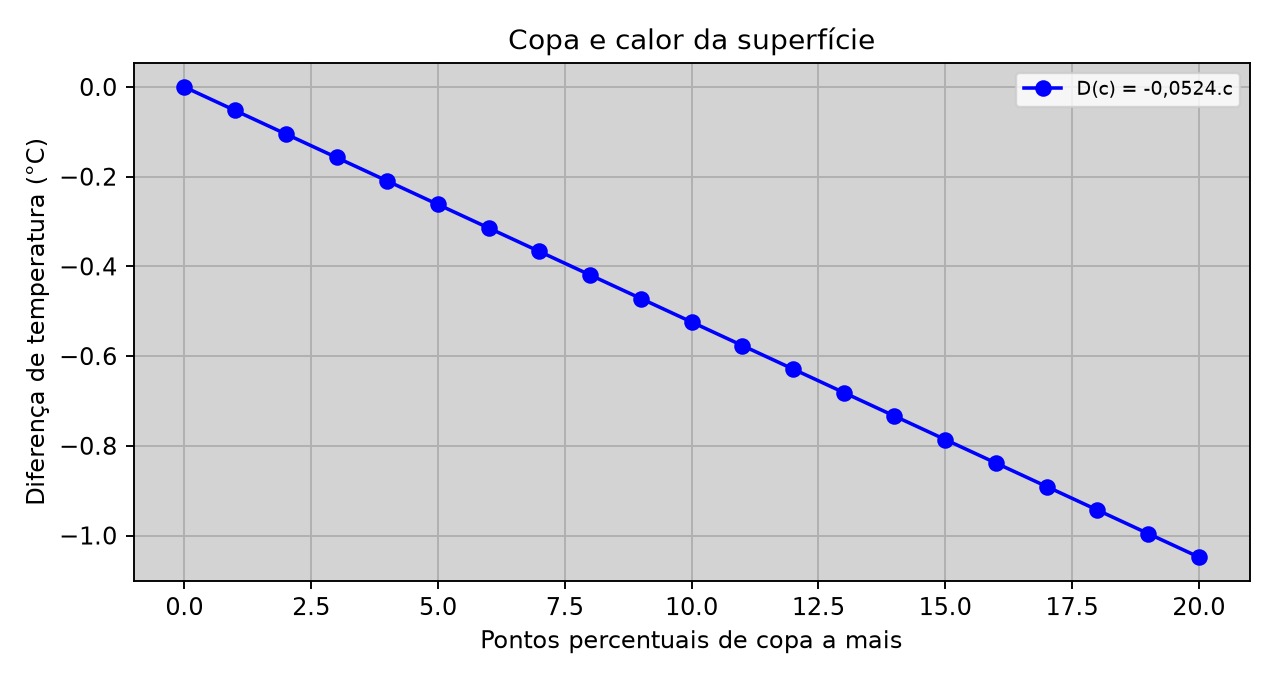 Copa e calor da superfície
D(c) = -0,0524.c
Diferença de temperatura (°C)
0.0
−0.2
−0.4
−0.6
−0.8
−1.0
0.0 2.5 5.0 7.5 10.0 12.5 15.0 17.5 20.0
Pontos percentuais de copa a mais